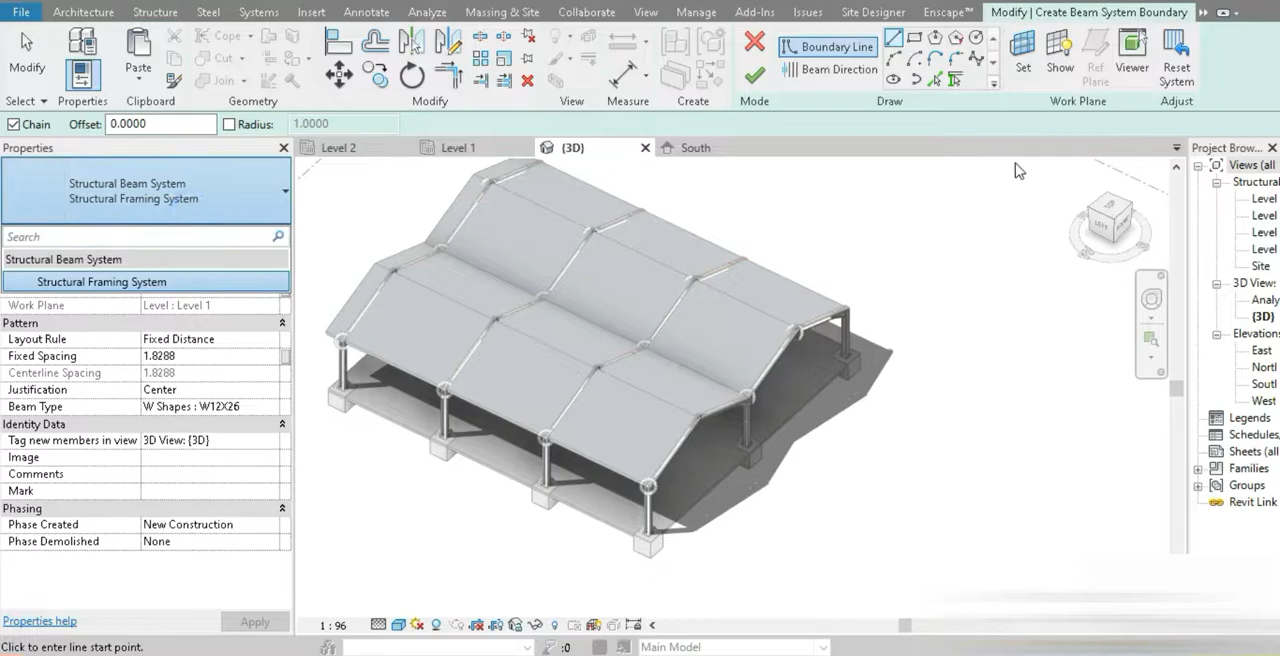 File Architecture Structure Steel Systems Insert Annotate Analyze Massing & Site Collaborate View Manage Add-Ins Issues Site Designer Enscape™ Modify | Create Beam System Boundary
Modify
Paste
Cope
Cut
Join
Boundary Line
Beam Direction
Set Show Ref Plane Viewer Reset System
Select Properties Clipboard Geometry Modify View Measure Create Mode Draw Work Plane Adjust
Chain Offset: 0.0000 Radius: 1.0000
Properties
Level 2 Level 1 (3D) South
Project Brow...
Structural Beam System
Structural Framing System
Search
Structural Beam System
Structural Framing System
Work Plane Level : Level 1
Pattern
Layout Rule Fixed Distance
Fixed Spacing 1.8288
Centerline Spacing 1.8288
Justification Center
Beam Type W Shapes : W12X26
Identity Data
Tag new members in view 3D View: {3D}
Image
Comments
Mark
Phasing
Phase Created New Construction
Phase Demolished None
Properties help Apply
LEFT
Views (all
Structural
Level
Level
Level
Level
Site
3D View:
Analy
(3D)
Elevations
East
Nortl
Soutl
West
Legends
Schedules,
Sheets (all
Families
Groups
Revit Link
1 : 96
Click to enter line start point. :0 Main Model